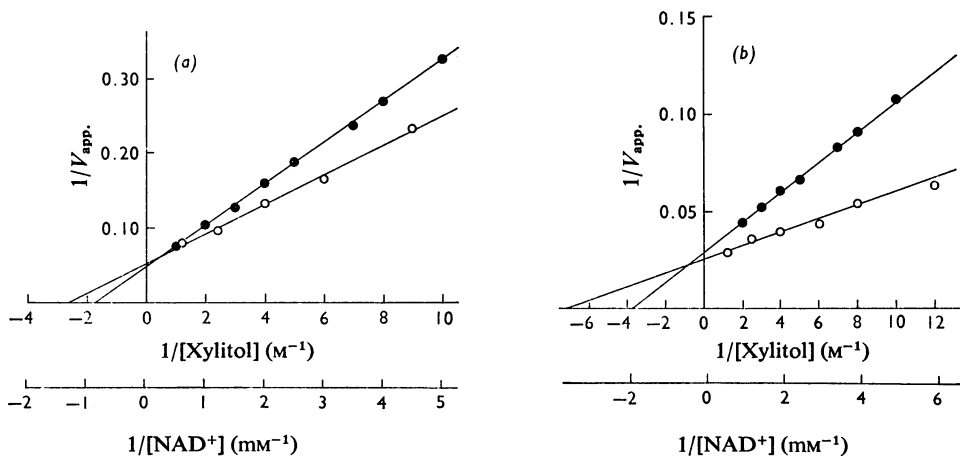 (a)
0.30
0.20
0.10
1/Vapp.
−4 −2 0 2 4 6 8 10
1/[Xylitol] (M−1)
−2 −1 0 1 2 3 4 5
1/[NAD+] (mM−1)
(b)
0.15
0.10
0.05
1/Vapp.
−6 −4 −2 0 2 4 6 8 10 12
1/[Xylitol] (M−1)
−2 0 2 4 6
1/[NAD+] (mM−1)